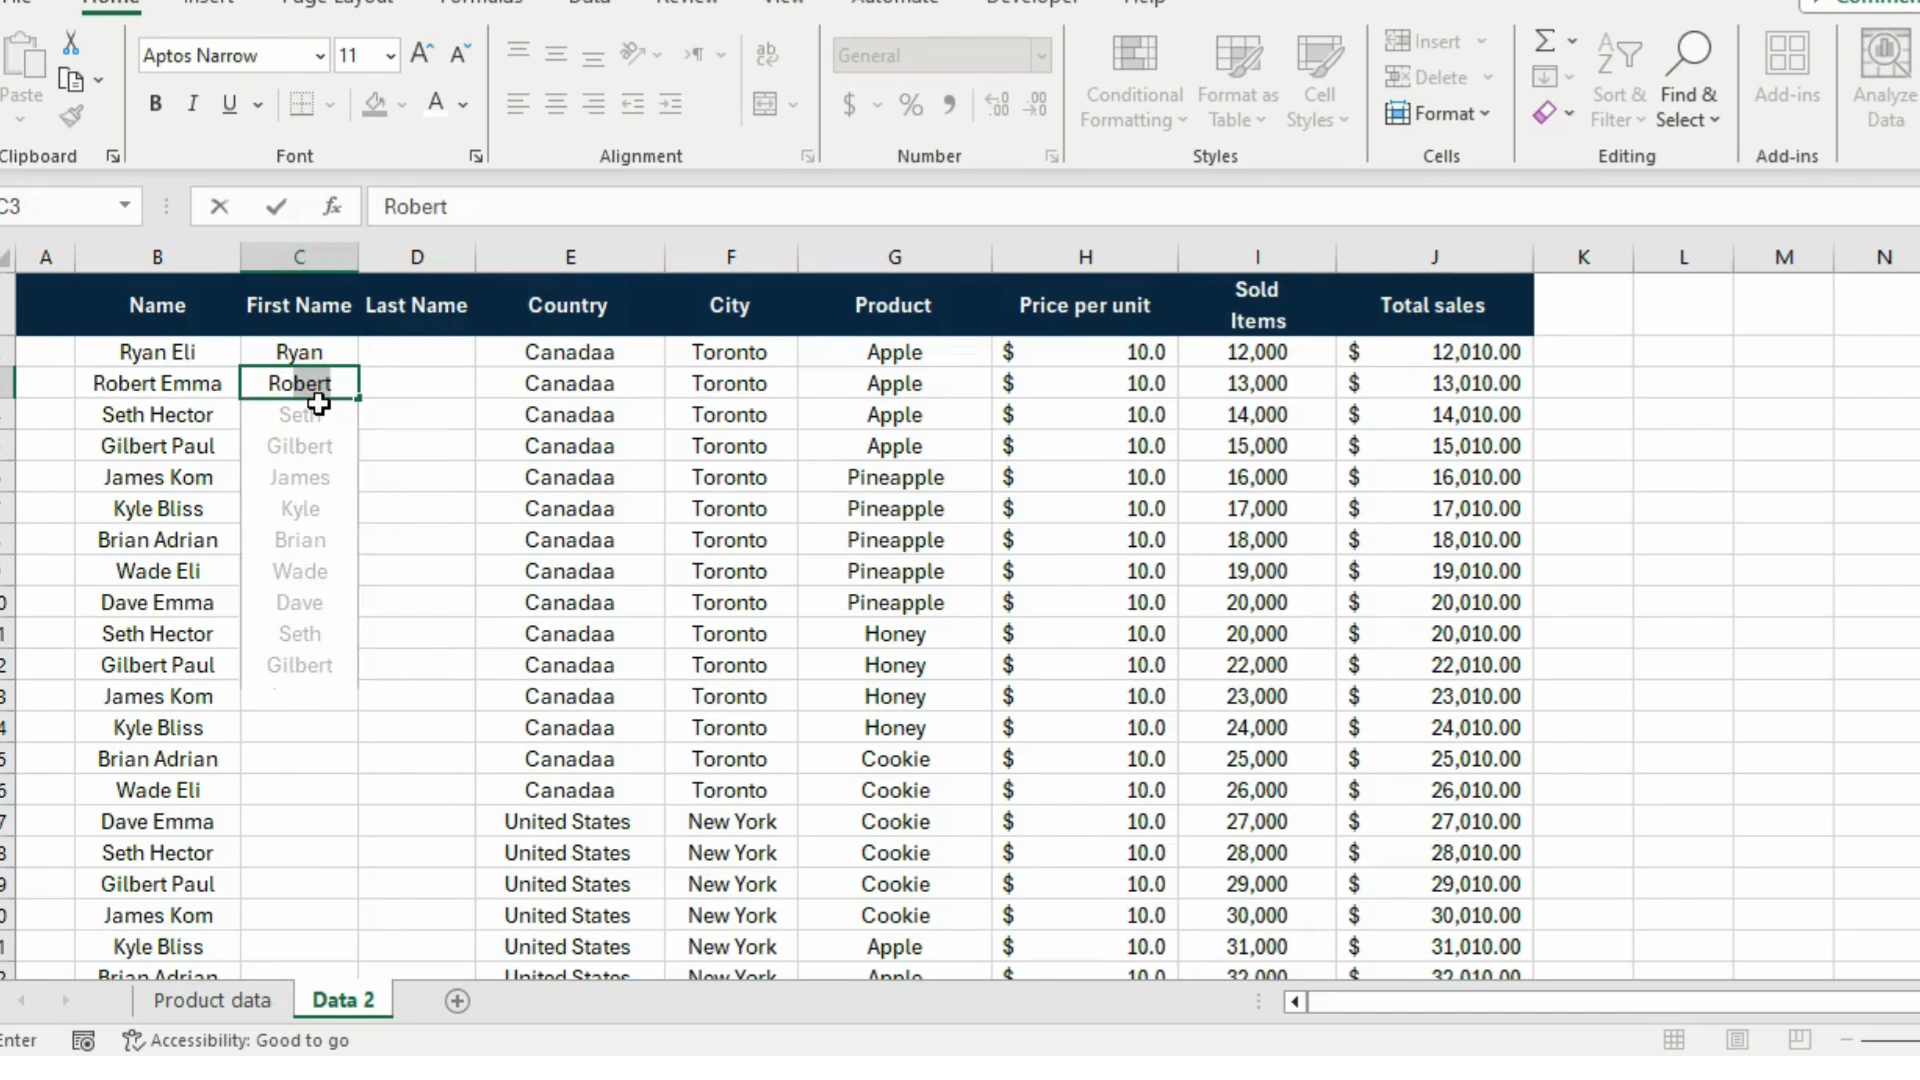 Home Insert Page Layout Formulas Data Review View Automate Developer Help
Paste
Clipboard
Aptos Narrow 11
B I U
Font
Alignment
General
$ % 9
Number
Conditional Formatting
Format as Table
Cell Styles
Styles
Insert
Delete
Format
Cells
Sort & Filter
Find & Select
Editing
Add-ins
Add-ins
Analyze Data
C3 fx Robert
A B C D E F G H I J K L M N
Name First Name Last Name Country City Product Price per unit Sold Items Total sales
Ryan Eli Ryan Canadaa Toronto Apple $ 10.0 12,000 $ 12,010.00
Robert Emma Robert Canadaa Toronto Apple $ 10.0 13,000 $ 13,010.00
Seth Hector Seth Canadaa Toronto Apple $ 10.0 14,000 $ 14,010.00
Gilbert Paul Gilbert Canadaa Toronto Apple $ 10.0 15,000 $ 15,010.00
James Kom James Canadaa Toronto Pineapple $ 10.0 16,000 $ 16,010.00
Kyle Bliss Kyle Canadaa Toronto Pineapple $ 10.0 17,000 $ 17,010.00
Brian Adrian Brian Canadaa Toronto Pineapple $ 10.0 18,000 $ 18,010.00
Wade Eli Wade Canadaa Toronto Pineapple $ 10.0 19,000 $ 19,010.00
Dave Emma Dave Canadaa Toronto Pineapple $ 10.0 20,000 $ 20,010.00
Seth Hector Seth Canadaa Toronto Honey $ 10.0 20,000 $ 20,010.00
Gilbert Paul Gilbert Canadaa Toronto Honey $ 10.0 22,000 $ 22,010.00
James Kom Canadaa Toronto Honey $ 10.0 23,000 $ 23,010.00
Kyle Bliss Canadaa Toronto Honey $ 10.0 24,000 $ 24,010.00
Brian Adrian Canadaa Toronto Cookie $ 10.0 25,000 $ 25,010.00
Wade Eli Canadaa Toronto Cookie $ 10.0 26,000 $ 26,010.00
Dave Emma United States New York Cookie $ 10.0 27,000 $ 27,010.00
Seth Hector United States New York Cookie $ 10.0 28,000 $ 28,010.00
Gilbert Paul United States New York Cookie $ 10.0 29,000 $ 29,010.00
James Kom United States New York Cookie $ 10.0 30,000 $ 30,010.00
Kyle Bliss United States New York Apple $ 10.0 31,000 $ 31,010.00
Brian Adrian United States New York Apple $ 10.0 32,000 $ 32,010.00
Product data Data 2
Enter Accessibility: Good to go